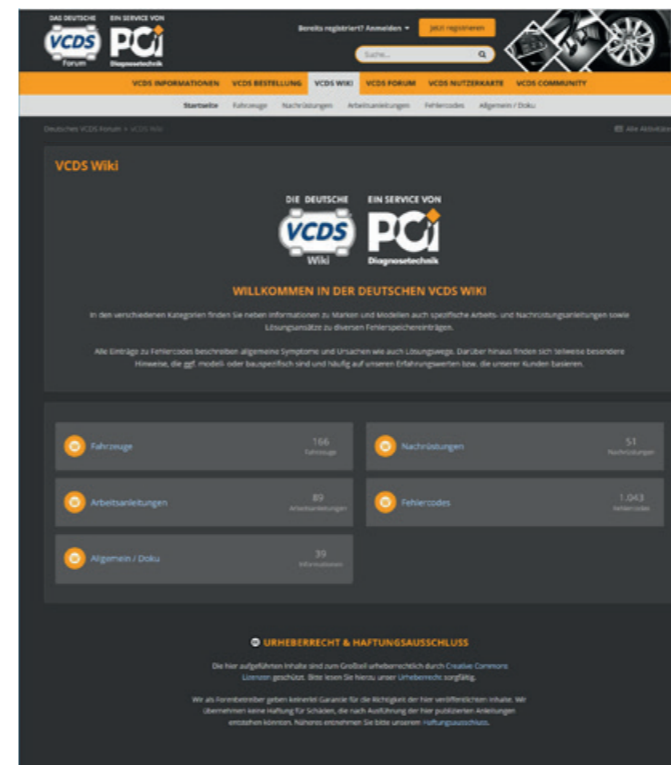 DAS DEUTSCHE
VCDS
Forum
EIN SERVICE VON
PCi
Diagnosetechnik
Bereits registriert? Anmelden
Jetzt registrieren
Suche...
VCDS INFORMATIONEN VCDS BESTELLUNG VCDS WIKI VCDS FORUM VCDS NUTZERKARTE VCDS COMMUNITY
Startseite Fahrzeuge Nachrüstungen Arbeitsanleitungen Fehlercodes Allgemein / Doku
Deutsches VCDS Forum > VCDS Wiki
Alle Aktivitäten
VCDS Wiki
DIE DEUTSCHE
VCDS
Wiki
EIN SERVICE VON
PCi
Diagnosetechnik
WILLKOMMEN IN DER DEUTSCHEN VCDS WIKI
In den verschiedenen Kategorien finden Sie neben Informationen zu Marken und Modellen auch spezifische Arbeits- und Nachrüstungsanleitungen sowie
Lösungsansätze zu diversen Fehlerspeichereinträgen.
Alle Einträge zu Fehlercodes beschreiben allgemeine Symptome und Ursachen wie auch Lösungswege. Darüber hinaus finden sich teilweise besondere
Hinweise, die ggf. modell- oder bauspezifisch sind und häufig auf unseren Erfahrungswerten bzw. die unserer Kunden basieren.
Fahrzeuge
166
Fahrzeuge
Nachrüstungen
51
Nachrüstungen
Arbeitsanleitungen
89
Arbeitsanleitungen
Fehlercodes
1.043
Fehlercodes
Allgemein / Doku
39
Informationen
URHEBERRECHT & HAFTUNGSAUSSCHLUSS
Die hier aufgeführten Inhalte sind zum Großteil urheberrechtlich durch Creative Commons
Lizenzen geschützt. Bitte lesen Sie hierzu unser Urheberrecht sorgfältig.
Wir als Forenbetreiber geben keinerlei Garantie für die Richtigkeit der hier veröffentlichten Inhalte. Wir
übernehmen keine Haftung für Schäden, die nach Ausführung der hier publizierten Anleitungen
entstehen könnten. Näheres entnehmen Sie bitte unserem Haftungsausschluss.